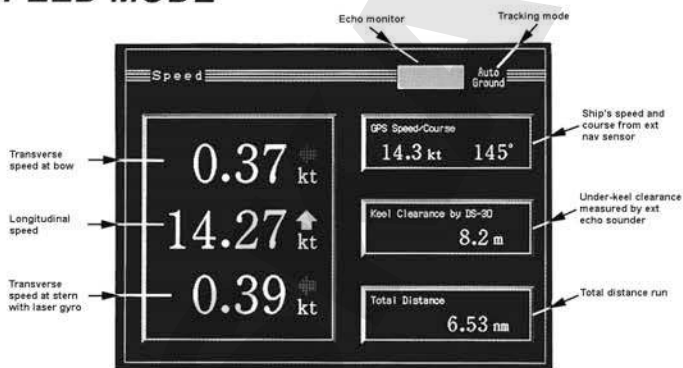 PEED MODE
Echo monitor
Tracking mode
Speed
Auto
Ground
Transverse
speed at bow
0.37 kt
Longitudinal
speed
14.27 kt
Transverse
speed at stern
with laser gyro
0.39 kt
GPS Speed/Course
14.3 kt 145°
Ship's speed and
course from ext
nav sensor
Keel Clearance by DS-30
8.2 m
Under-keel clearance
measured by ext
echo sounder
Total Distance
6.53 nm
Total distance run